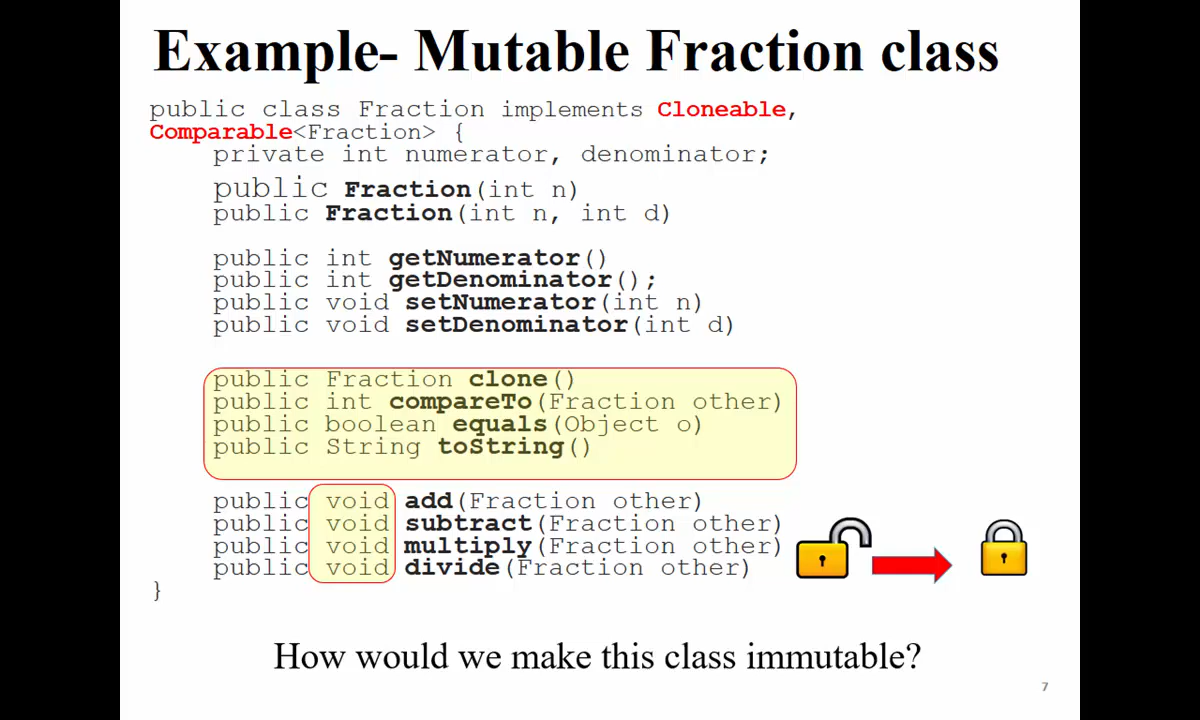 Example- Mutable Fraction class
public class Fraction implements Cloneable,
Comparable<Fraction> {
private int numerator, denominator;
public Fraction(int n)
public Fraction(int n, int d)
public int getNumerator()
public int getDenominator();
public void setNumerator(int n)
public void setDenominator(int d)
public Fraction clone()
public int compareTo(Fraction other)
public boolean equals(Object o)
public String toString()
public void add(Fraction other)
public void subtract(Fraction other)
public void multiply(Fraction other)
public void divide(Fraction other)
}
How would we make this class immutable?
7